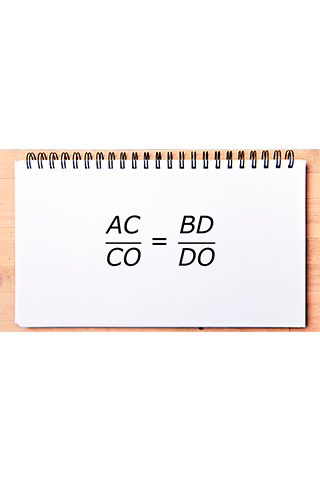 AC/CO = BD/DO